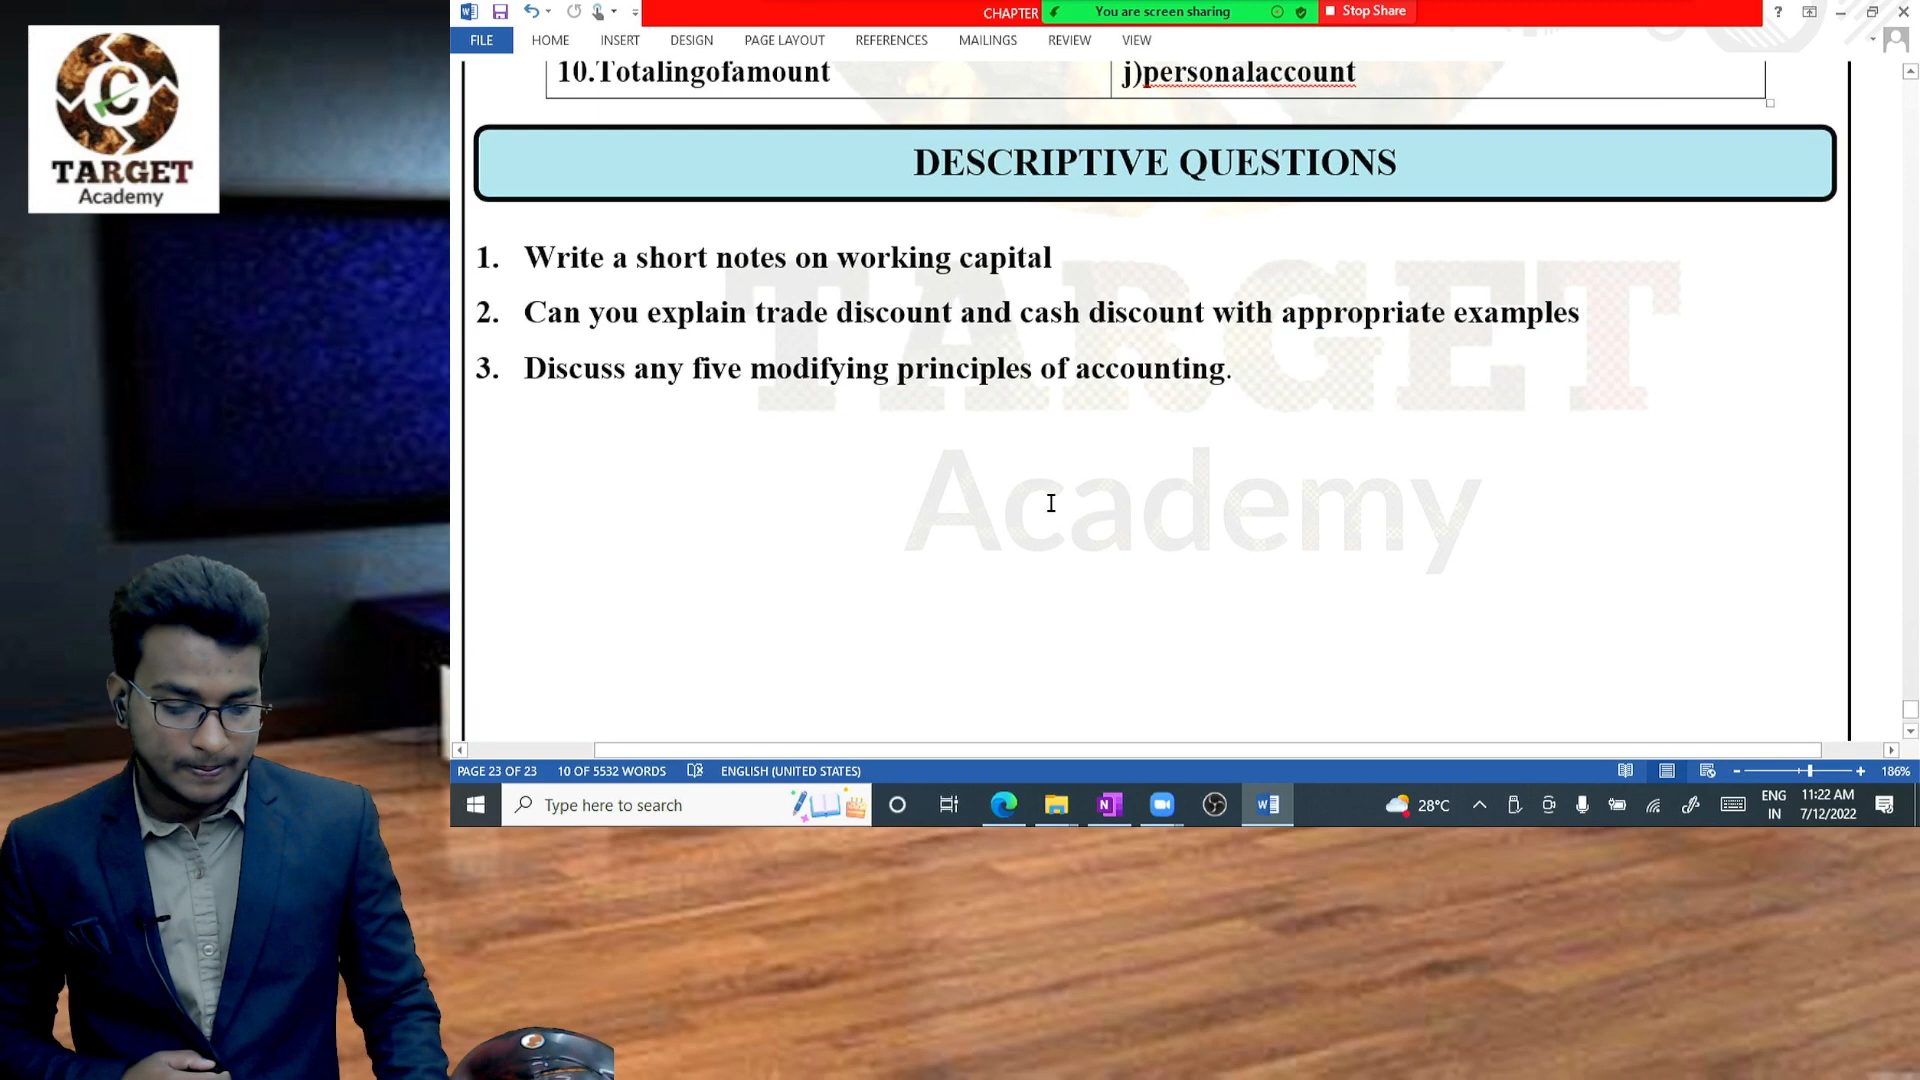 C
TARGET
Academy
CHAPTER
You are screen sharing
Stop Share
?
FILE
HOME
INSERT
DESIGN
PAGE LAYOUT
REFERENCES
MAILINGS
REVIEW
VIEW
10.Totalingofamount
j)personalaccount
DESCRIPTIVE QUESTIONS
1. Write a short notes on working capital
2. Can you explain trade discount and cash discount with appropriate examples
3. Discuss any five modifying principles of accounting.
TARGET
Academy
PAGE 23 OF 23
10 OF 5532 WORDS
ENGLISH (UNITED STATES)
186%
Type here to search
28°C
ENG
IN
11:22 AM
7/12/2022